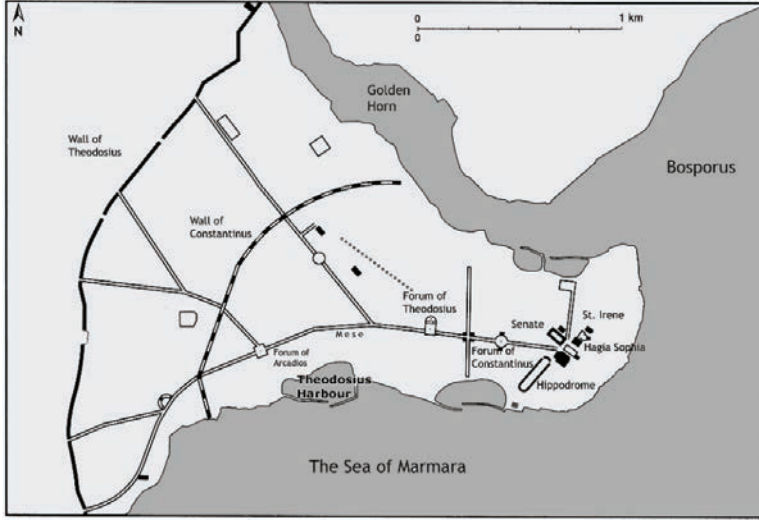 N
0
1 km
0
Golden
Horn
Wall of
Theodosius
Bosporus
Wall of
Constantinus
Forum of
Theodosius
St. Irene
Senate
Mese
Hagia Sophia
Forum of
Constantinus
Forum of
Arcadios
Theodosius
Harbour
Hippodrome
The Sea of Marmara